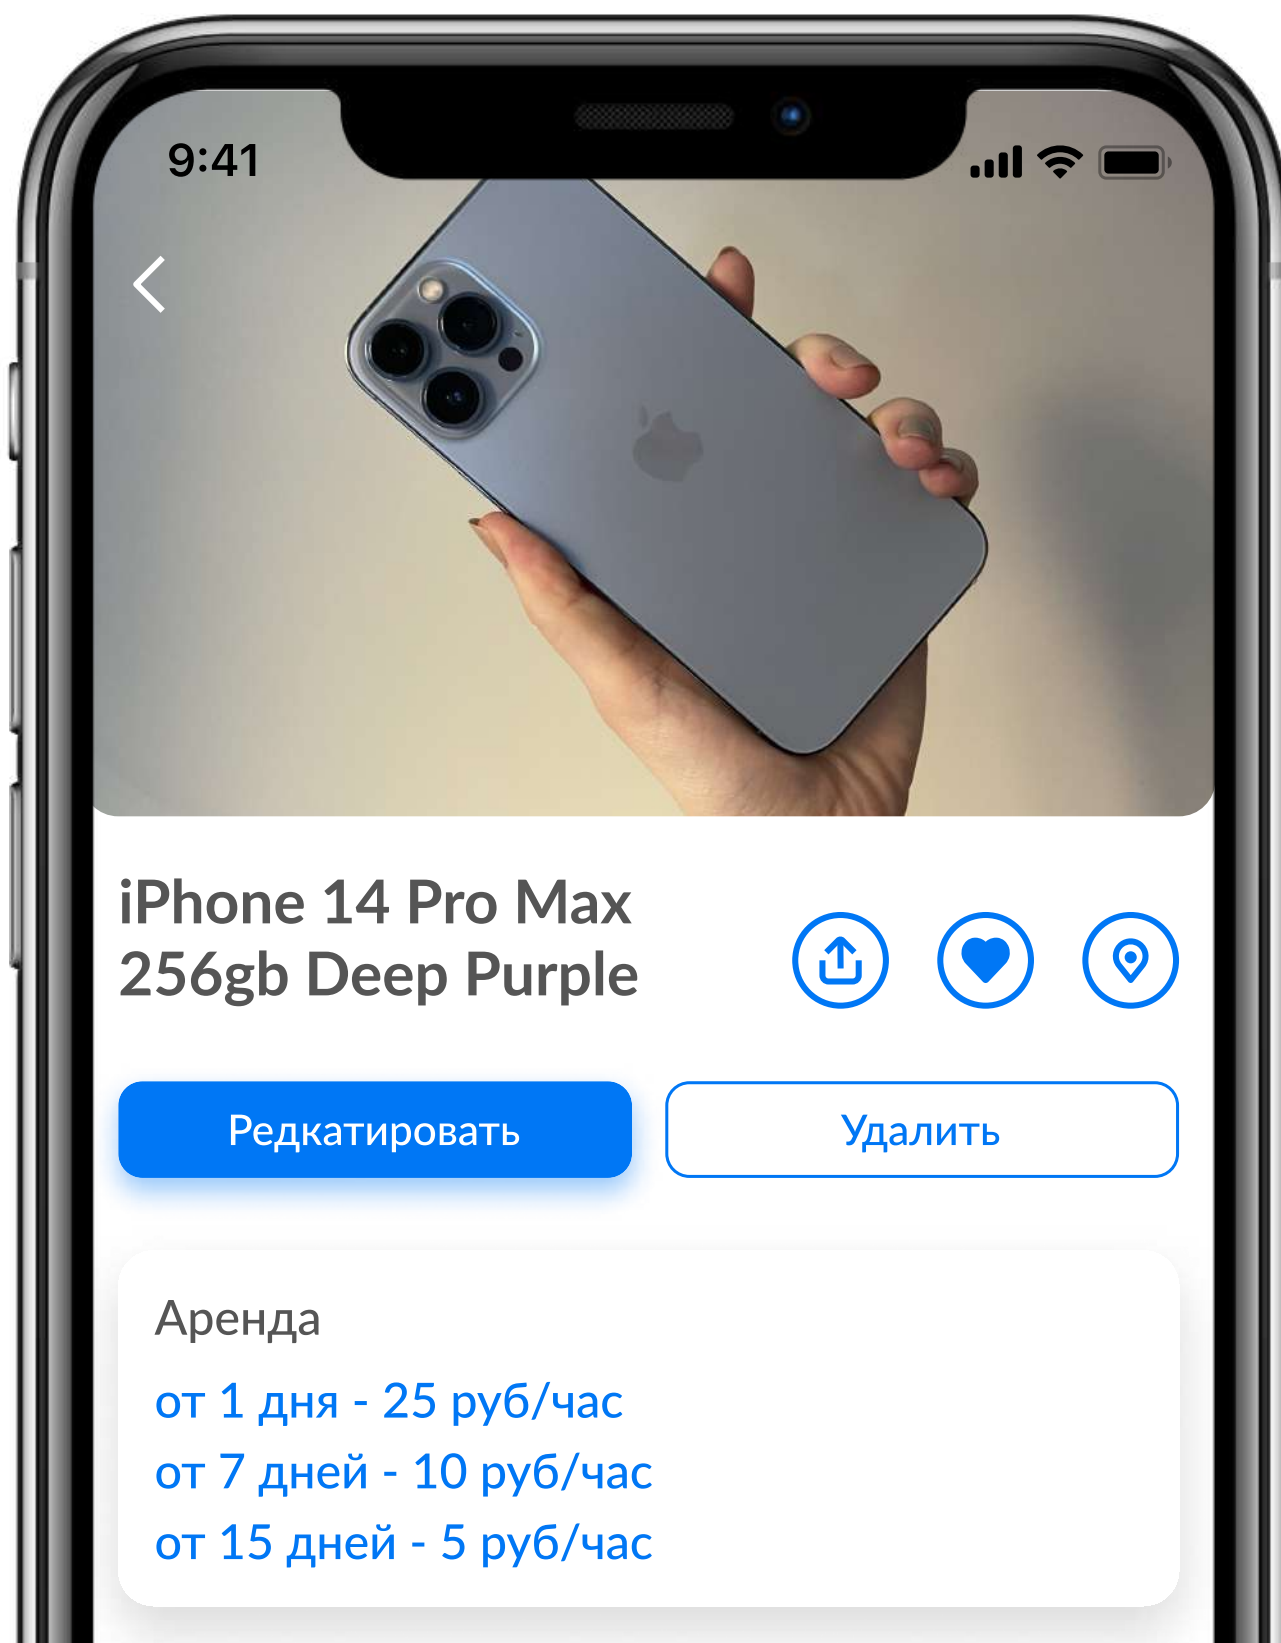 9:41
iPhone 14 Pro Max
256gb Deep Purple
Редкатировать
Удалить
Аренда
от 1 дня - 25 руб/час
от 7 дней - 10 руб/час
от 15 дней - 5 руб/час